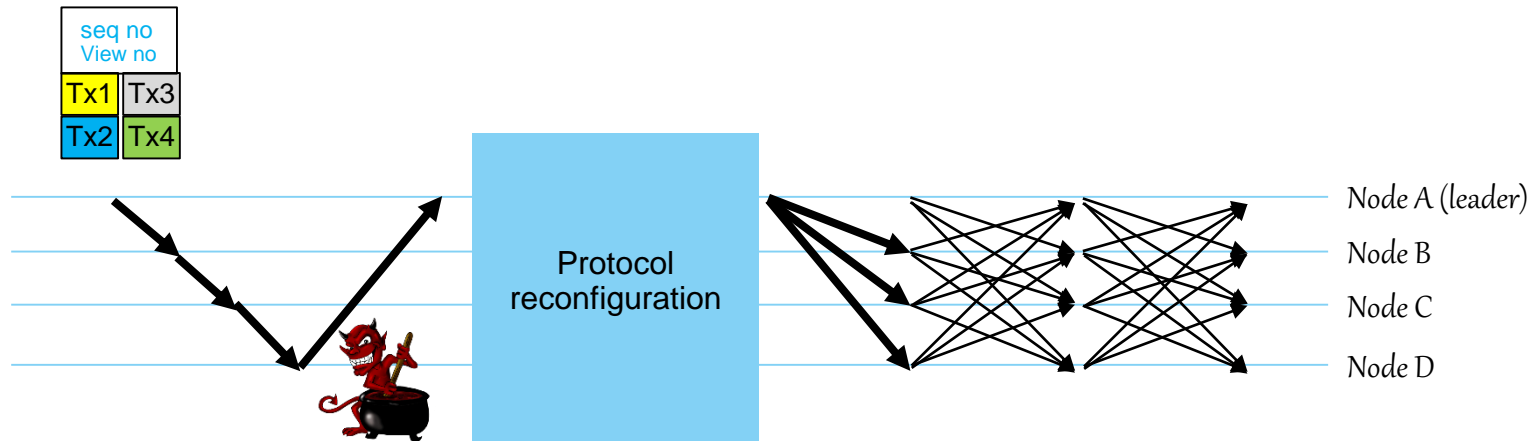 seq no
View no
Tx1 Tx3
Tx2 Tx4
Protocol
reconfiguration
Node A (leader)
Node B
Node C
Node D